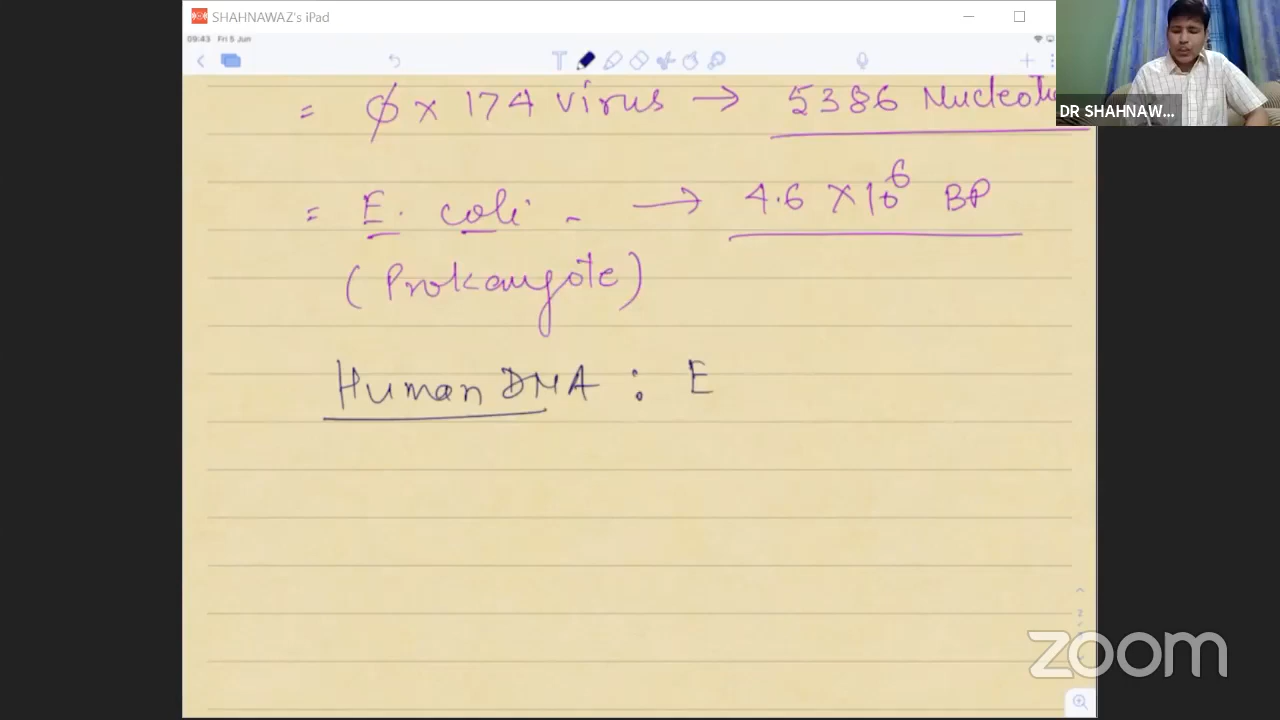 SHAHNAWAZ's iPad
09:43 Fri 5 Jun
= φ x 174 virus → 5386 Nucleoti
DR SHAHNAW...
= E. coli - → 4.6 x 10^6 BP
(Prokaryote)
Human DNA : E
zoom